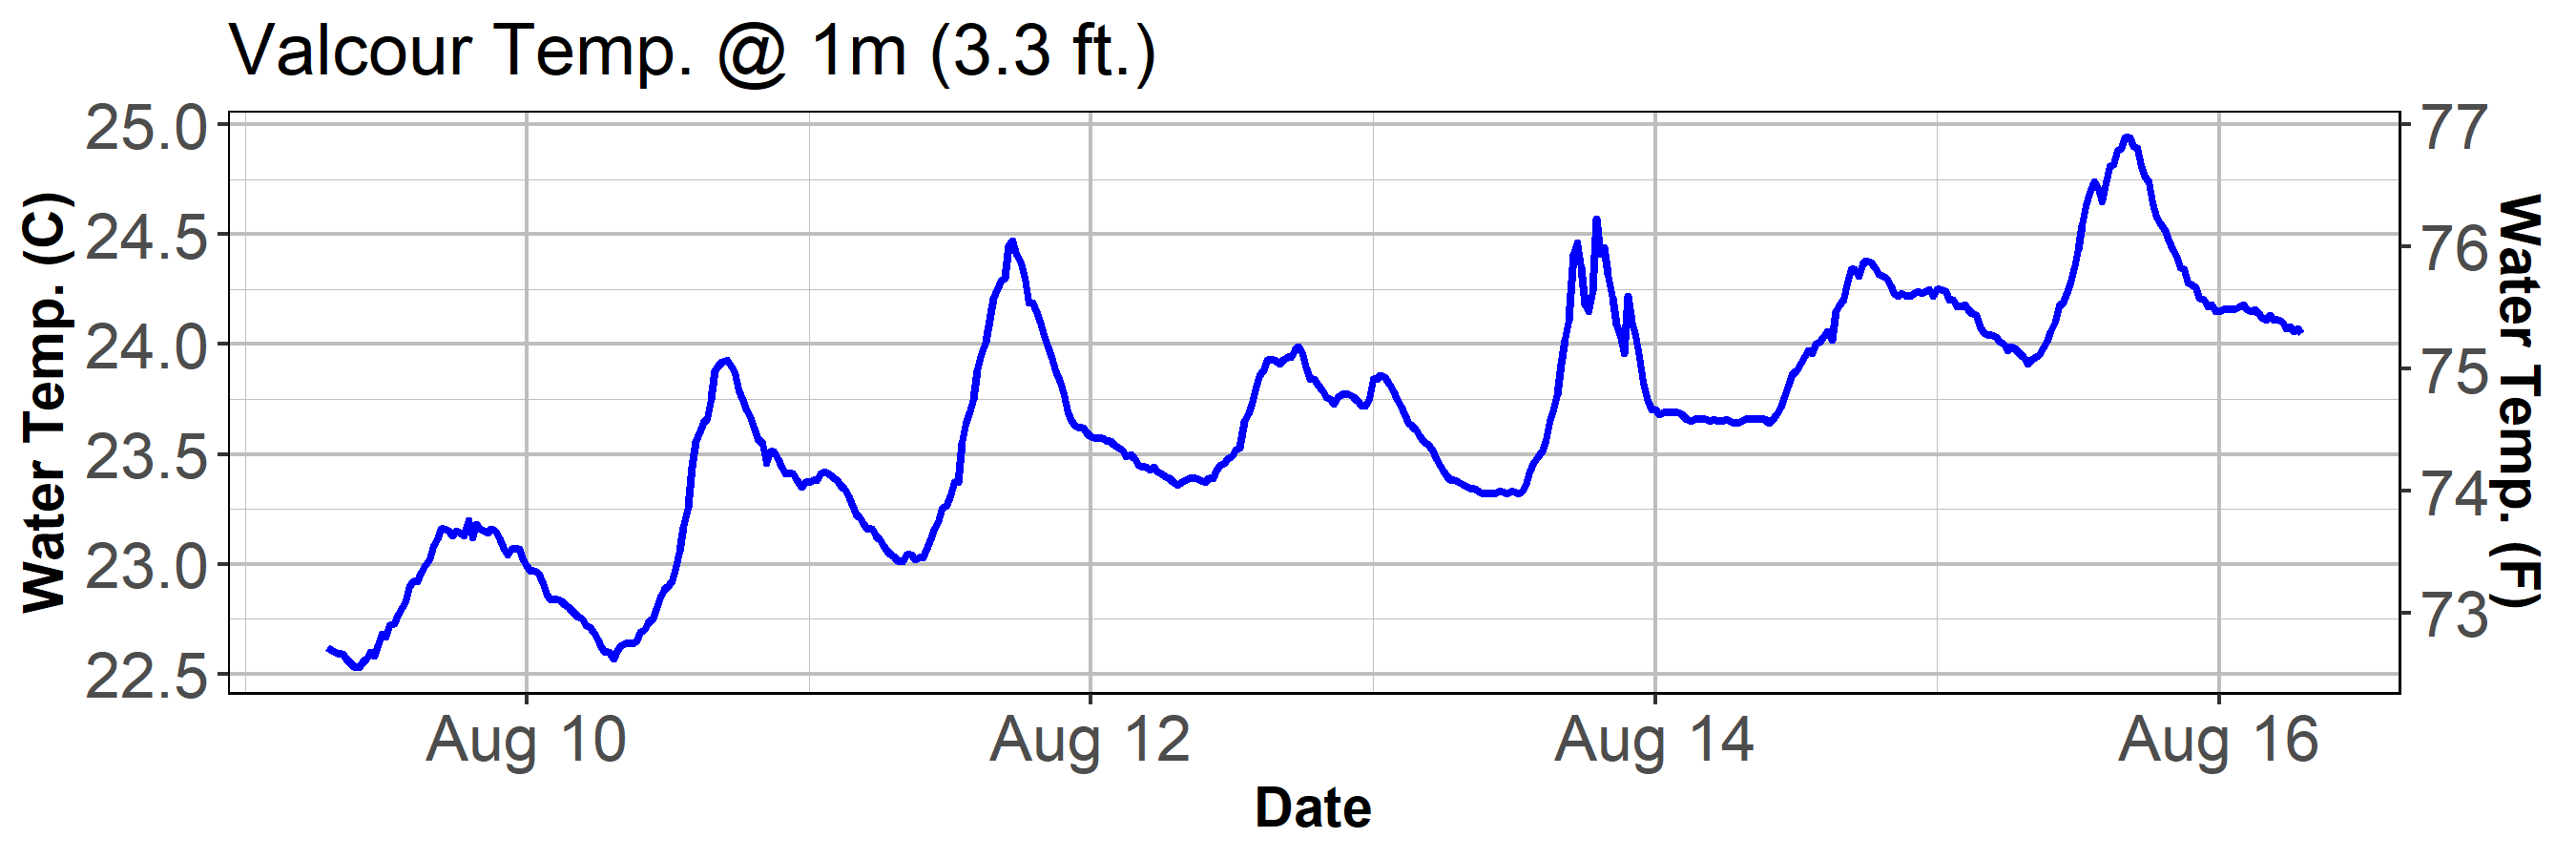 Valcour Temp. @ 1m (3.3 ft.)
Water Temp. (C)
25.0
24.5
24.0
23.5
23.0
22.5
77
76
75
74
73
Water Temp. (F)
Aug 10
Aug 12
Aug 14
Aug 16
Date